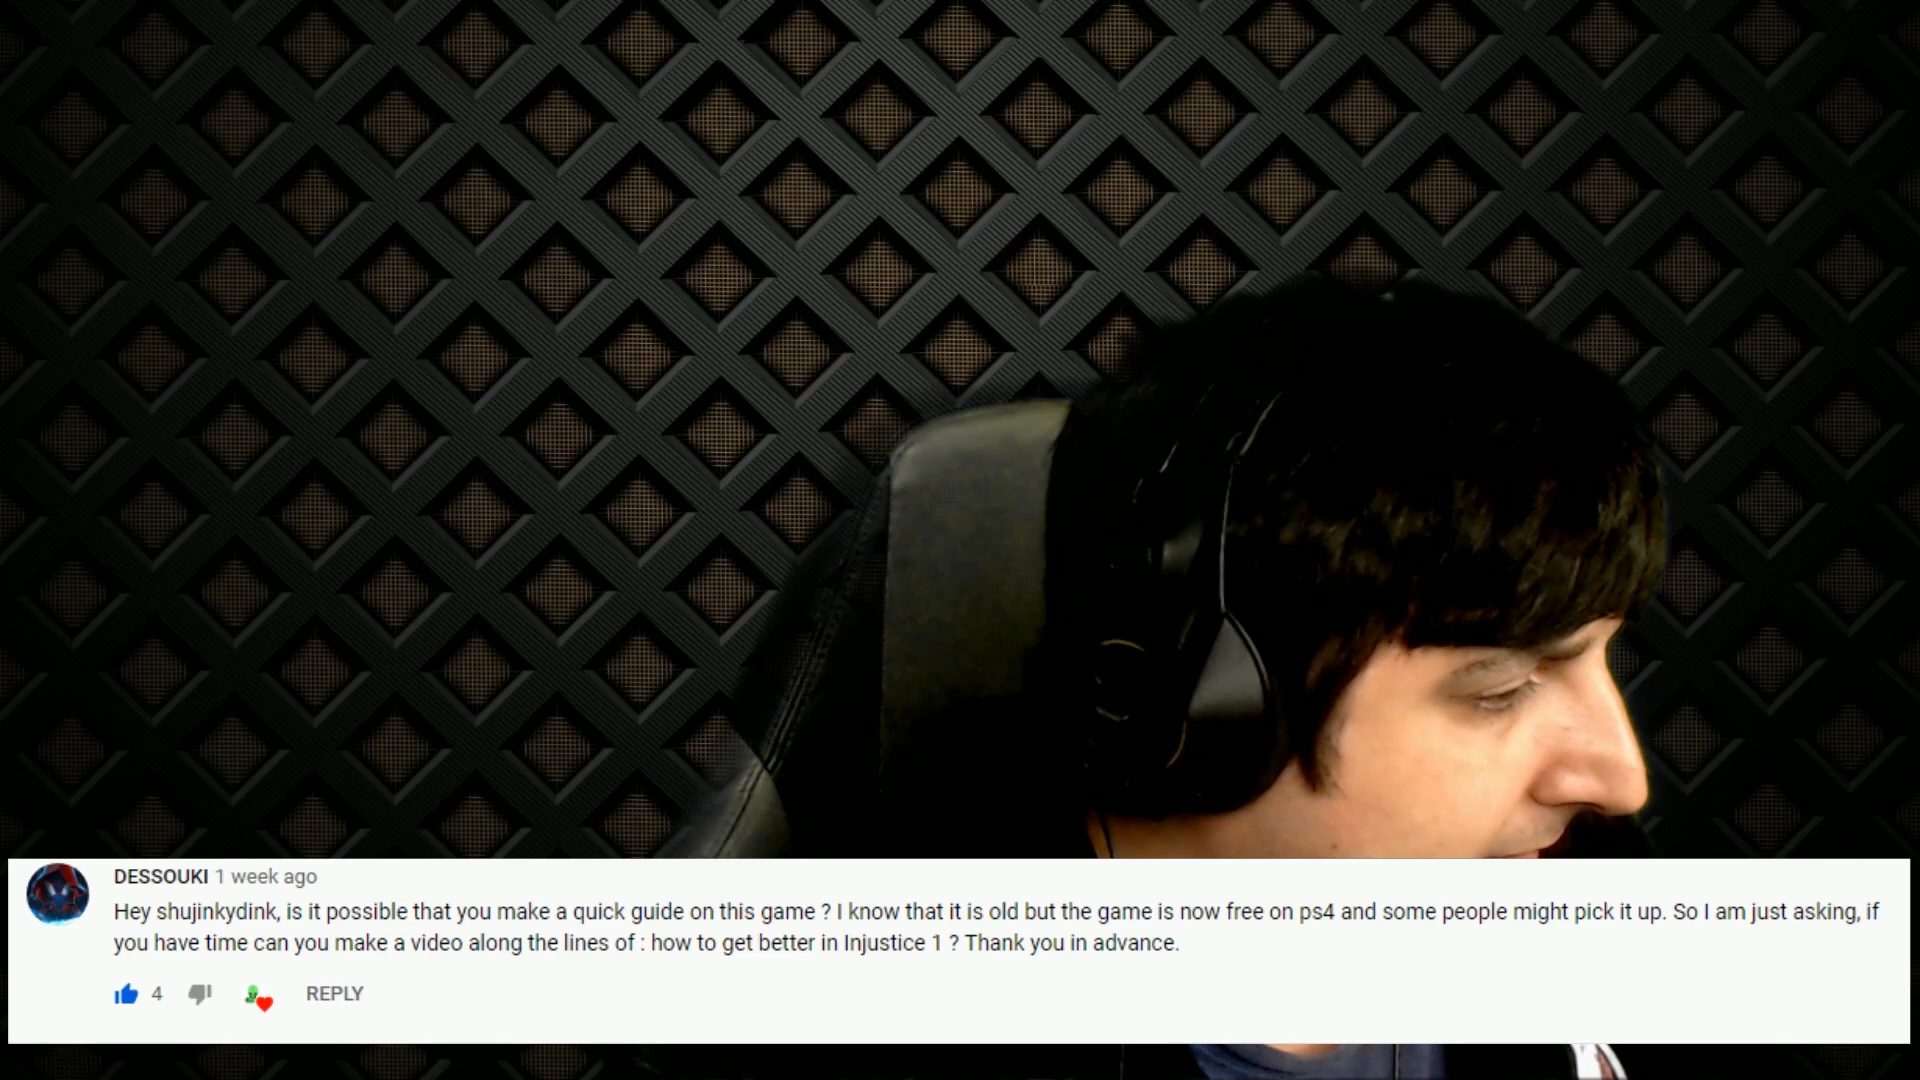 DESSOUKI 1 week ago
Hey shujinkydink, is it possible that you make a quick guide on this game ? I know that it is old but the game is now free on ps4 and some people might pick it up. So I am just asking, if
you have time can you make a video along the lines of : how to get better in Injustice 1 ? Thank you in advance.
4 REPLY